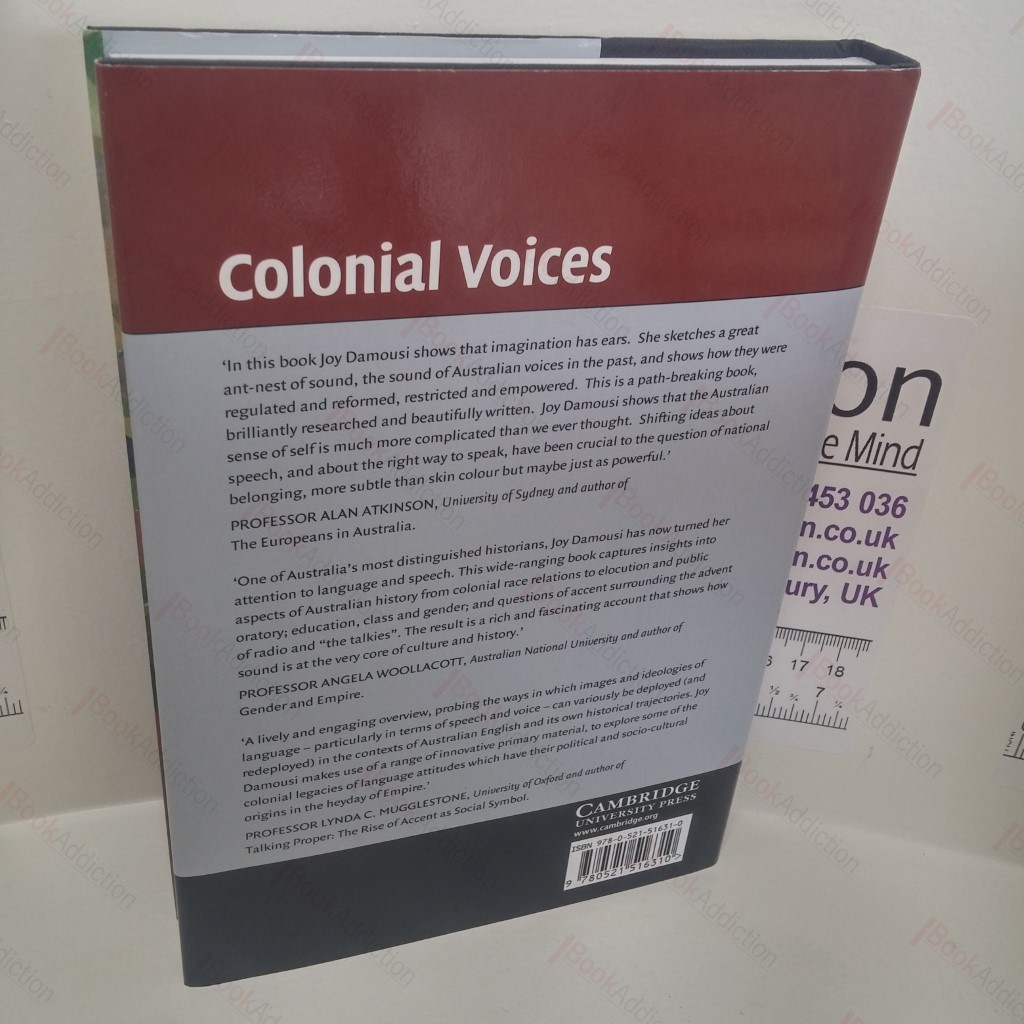 Colonial Voices
'In this book Joy Damousi shows that imagination has ears. She sketches a great
ant-nest of sound, the sound of Australian voices in the past, and shows how they were
regulated and reformed, restricted and empowered. This is a path-breaking book,
brilliantly researched and beautifully written. Joy Damousi shows that the Australian
sense of self is much more complicated than we ever thought. Shifting ideas about
speech, and about the right way to speak, have been crucial to the question of national
belonging, more subtle than skin colour but maybe just as powerful.'
PROFESSOR ALAN ATKINSON, University of Sydney and author of
The Europeans in Australia.
'One of Australia's most distinguished historians, Joy Damousi has now turned her
attention to language and speech. This wide-ranging book captures insights into
aspects of Australian history from colonial race relations to elocution and public
oratory; education, class and gender; and questions of accent surrounding the advent
of radio and "the talkies". The result is a rich and fascinating account that shows how
sound is at the very core of culture and history.'
PROFESSOR ANGELA WOOLLACOTT, Australian National University and author of
Gender and Empire.
'A lively and engaging overview, probing the ways in which images and ideologies of
language – particularly in terms of speech and voice – can variously be deployed (and
redeployed) in the contexts of Australian English and its own historical trajectories. Joy
Damousi makes use of a range of innovative primary material, to explore some of the
colonial legacies of language attitudes which have their political and socio-cultural
origins in the heyday of Empire.'
PROFESSOR LYNDA C. MUGGLESTONE, University of Oxford and author of
Talking Proper: The Rise of Accent as Social Symbol.
CAMBRIDGE
UNIVERSITY PRESS
www.cambridge.org
ISBN 978-0-521-51631-0
9 780521 516310 >
on
e Mind
453 036
n.co.uk
n.co.uk
ury, UK
17 18
7
BookAddiction